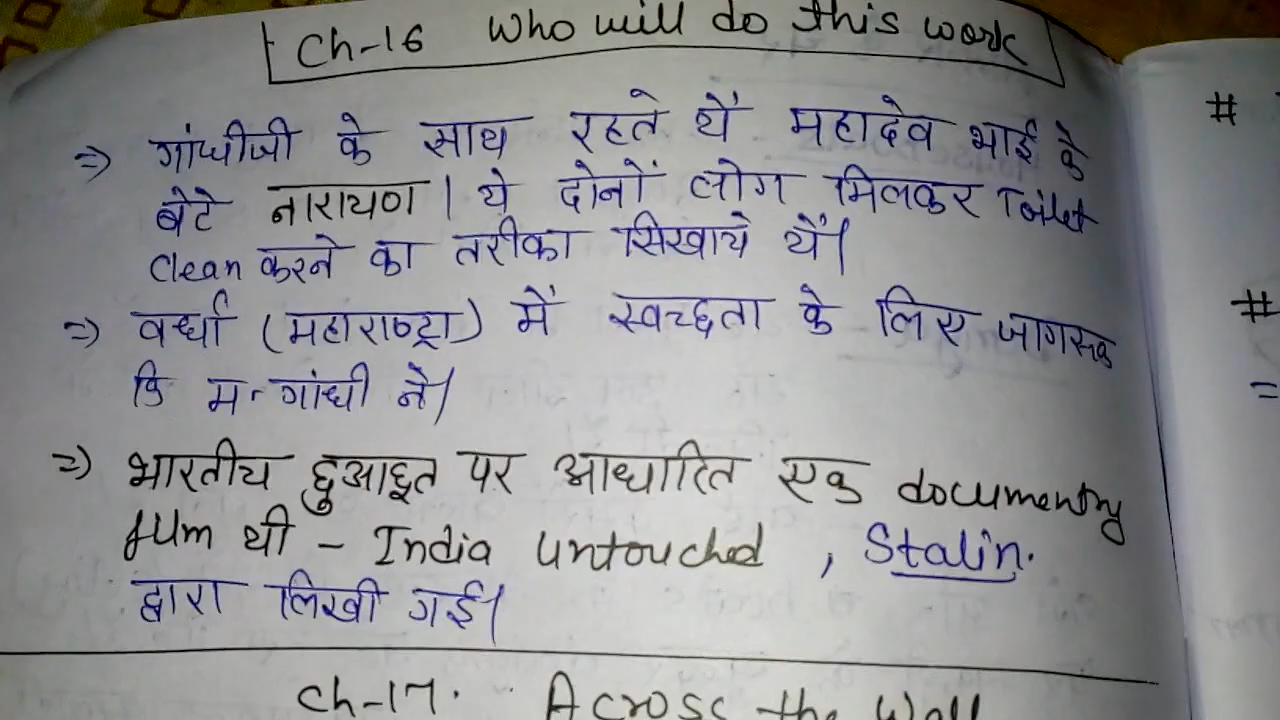 Ch-16 Who will do this work
⇒ गांधीजी के साथ रहते थें महादेव भाई के
बेटे नारायण। ये दोनों लोग मिलकर Toilet
Clean करने का तरीका सिखाये थें।
⇒ वर्धा (महाराष्ट्रा) में स्वच्छता के लिए जागरूक
कि म. गांधी ने।
⇒ भारतीय छुआछूत पर आधारित एक documentry
film थी - India Untouched , Stalin.
द्वारा लिखी गई।
Ch-17. Across the Wall
#
#
=